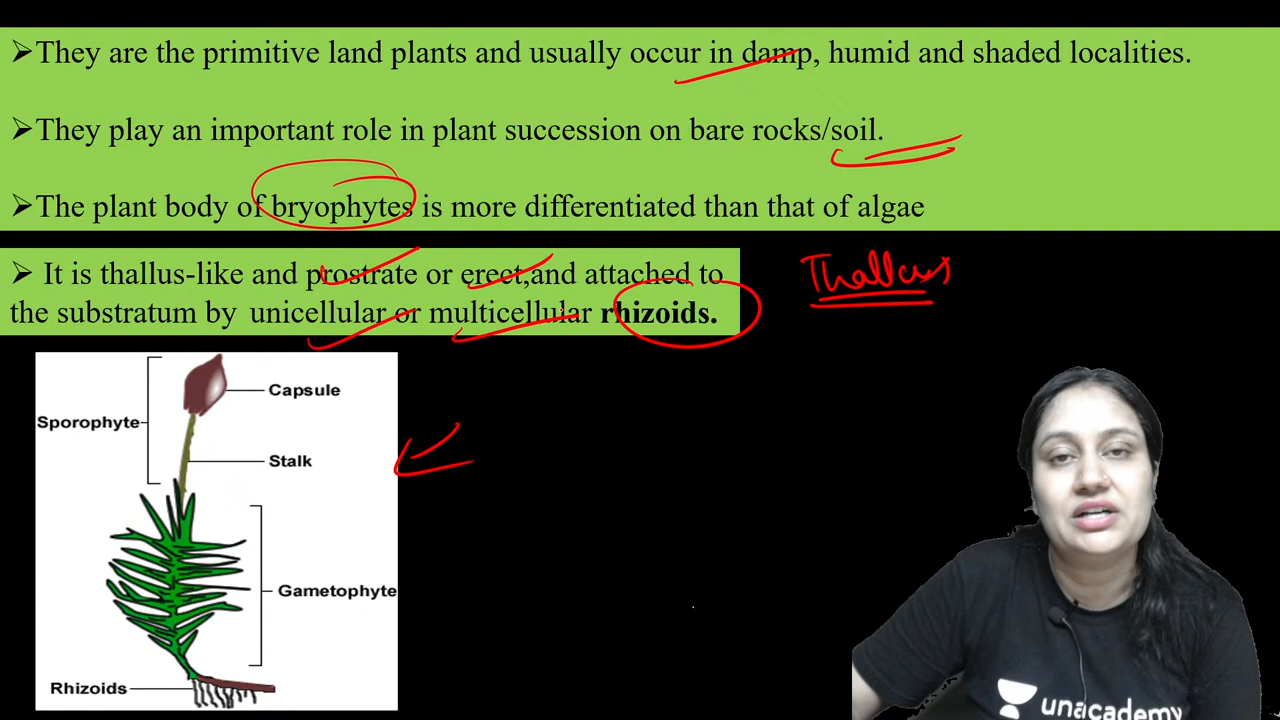 ➢They are the primitive land plants and usually occur in damp, humid and shaded localities.
➢They play an important role in plant succession on bare rocks/soil.
➢The plant body of bryophytes is more differentiated than that of algae
➢ It is thallus-like and prostrate or erect,and attached to
the substratum by unicellular or multicellular rhizoids.
Thallus
Capsule
Sporophyte
Stalk
Gametophyte
Rhizoids
unacademy